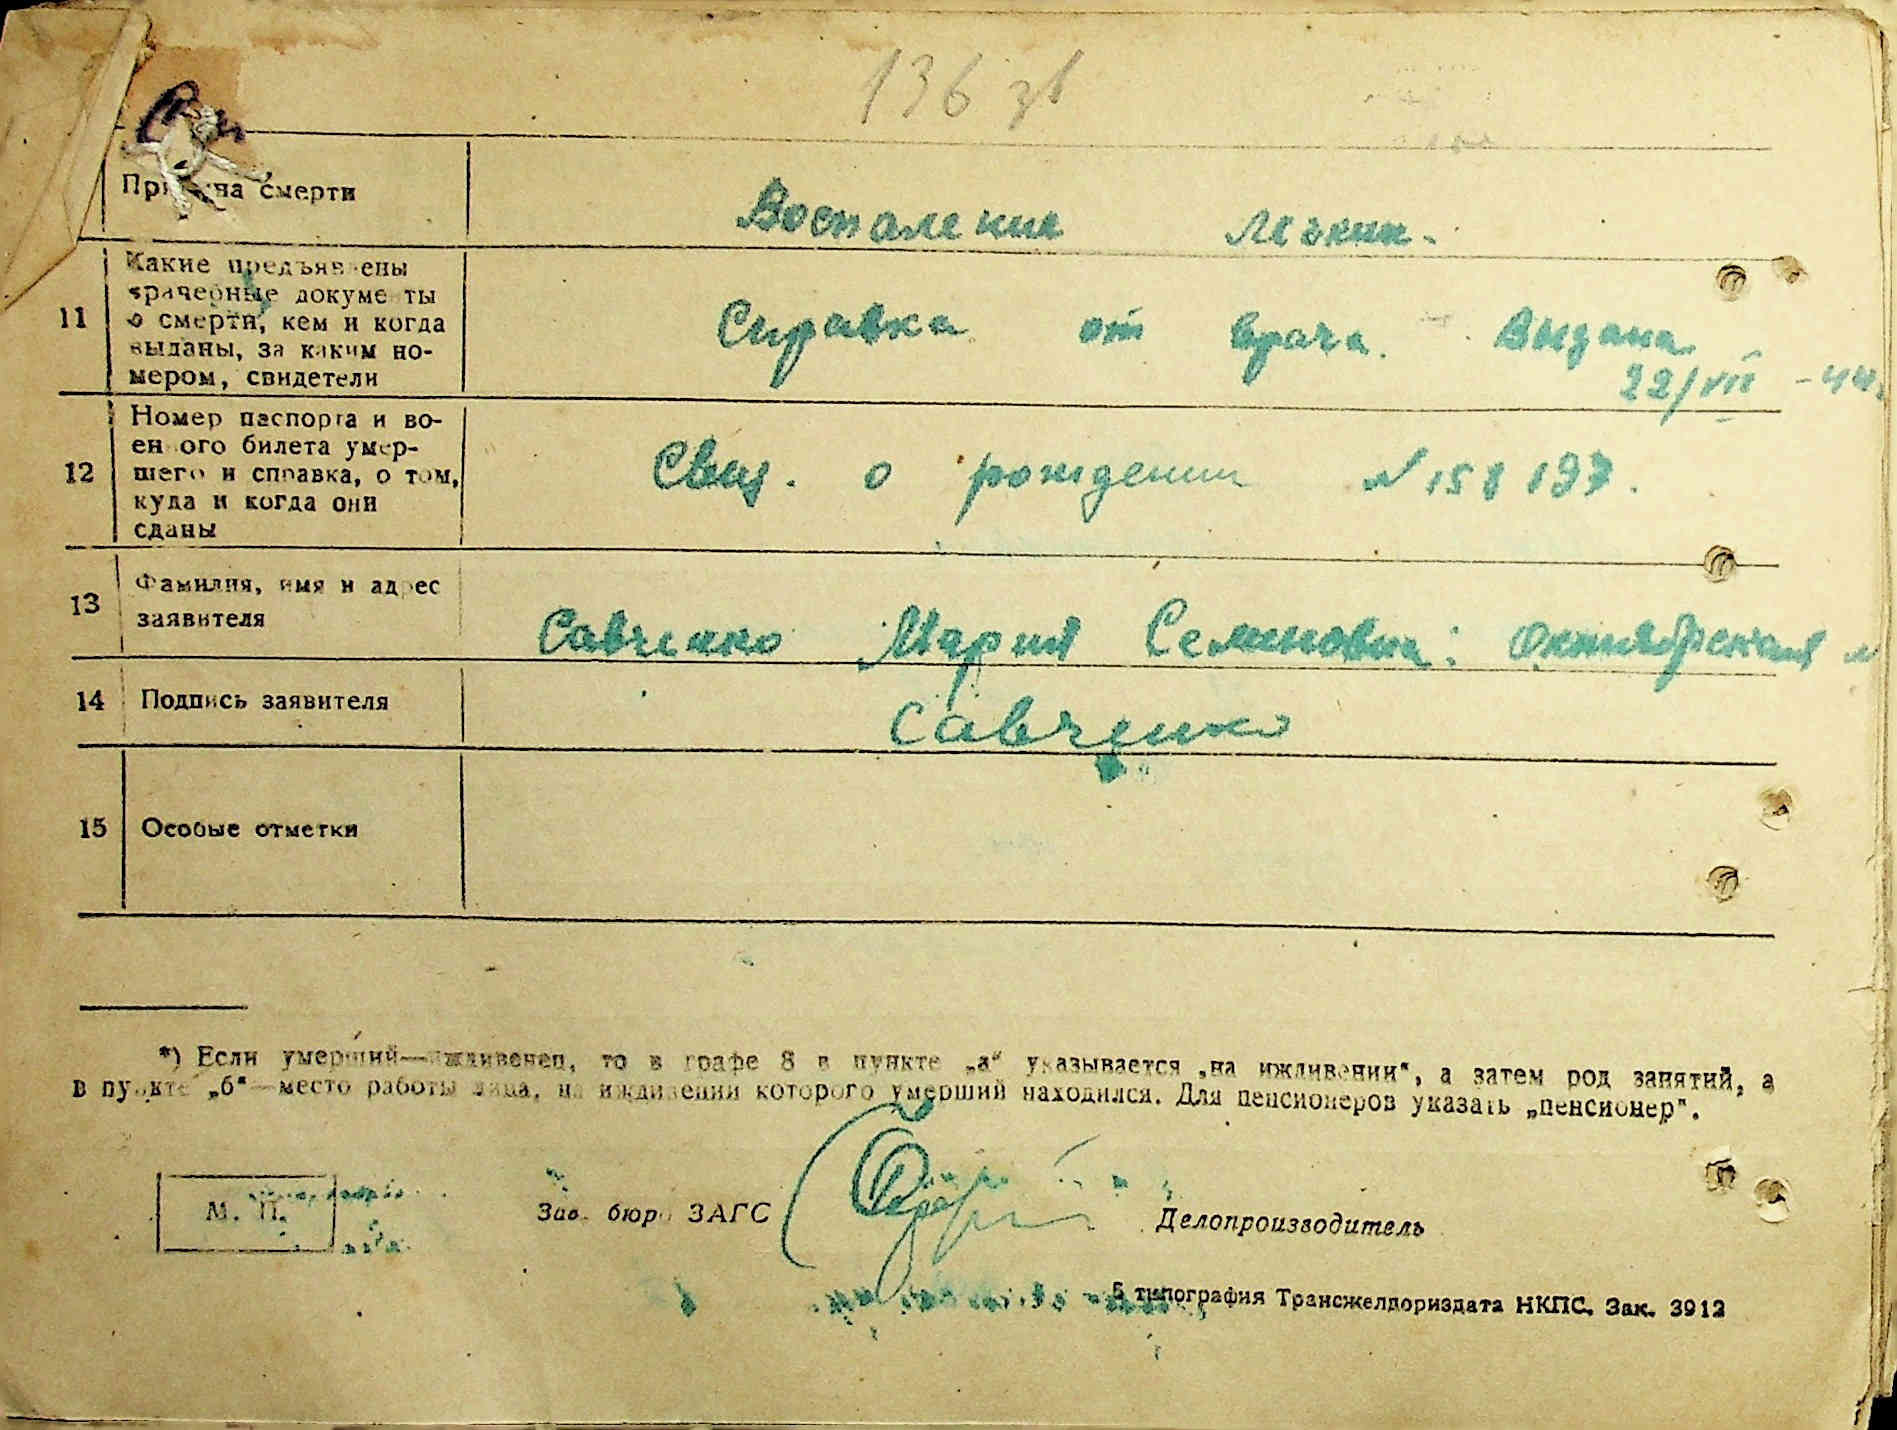 136 зв
Причина смерти
Воспаление легких.
11
Какие предъявлены
врачебные документы
о смерти, кем и когда
выданы, за каким но-
мером, свидетели
Справка от врача. Выдана
22/VII - 44
12
Номер паспорта и во-
енного билета умер-
шего и справка, о том,
куда и когда они
сданы
Свид. о рождении № 158197.
13
Фамилия, имя и адрес
заявителя
Савченко Мария Семеновна: Октябрьская
14
Подпись заявителя
Савченко
15
Особые отметки
*) Если умерший—иждивенец, то в графе 8 в пункте „а“ указывается „на иждивении“, а затем род занятий, а
в пункте „б“—место работы лица, на иждивении которого умерший находился. Для пенсионеров указать „пенсионер“.
М. П.
Зав. бюро ЗАГС
Делопроизводитель
Б типография Трансжелдориздата НКПС. Зак. 3912